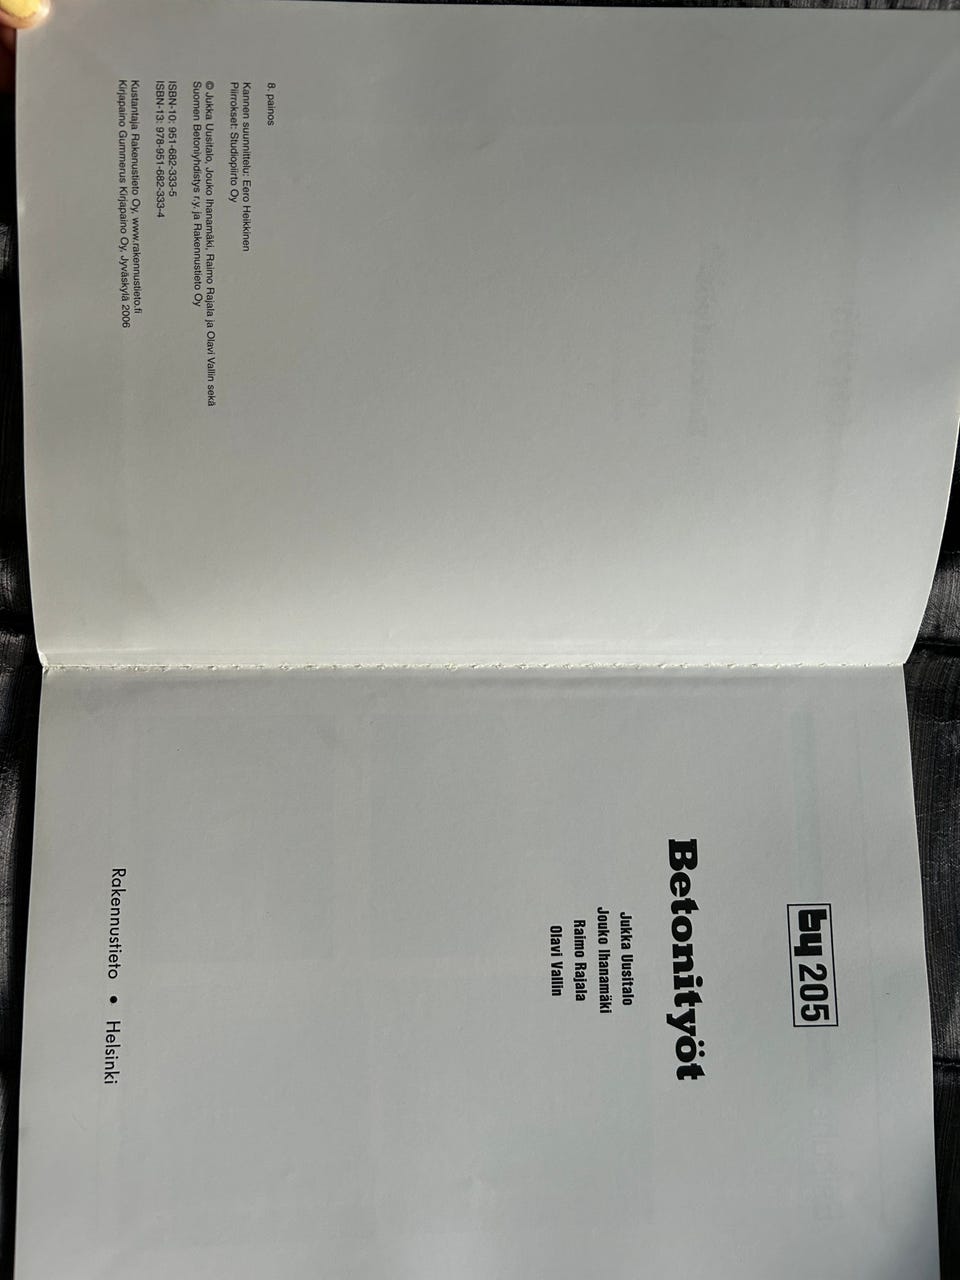 8. painos
Kannen suunnittelu: Eero Heikkinen
Piirrokset: Studiopiirto Oy
© Jukka Uusitalo, Jouko Ihanamäki, Raimo Rajala ja Olavi Vallin sekä
Suomen Betoniyhdistys r.y. ja Rakennustieto Oy
ISBN-10: 951-682-333-5
ISBN-13: 978-951-682-333-4
Kustantaja Rakenustieto Oy, www.rakennustieto.fi
Kirjapaino Gummerus Kirjapaino Oy, Jyväskylä 2006
by 205
Betonityöt
Jukka Uusitalo
Jouko Ihanamäki
Raimo Rajala
Olavi Vallin
Rakennustieto • Helsinki